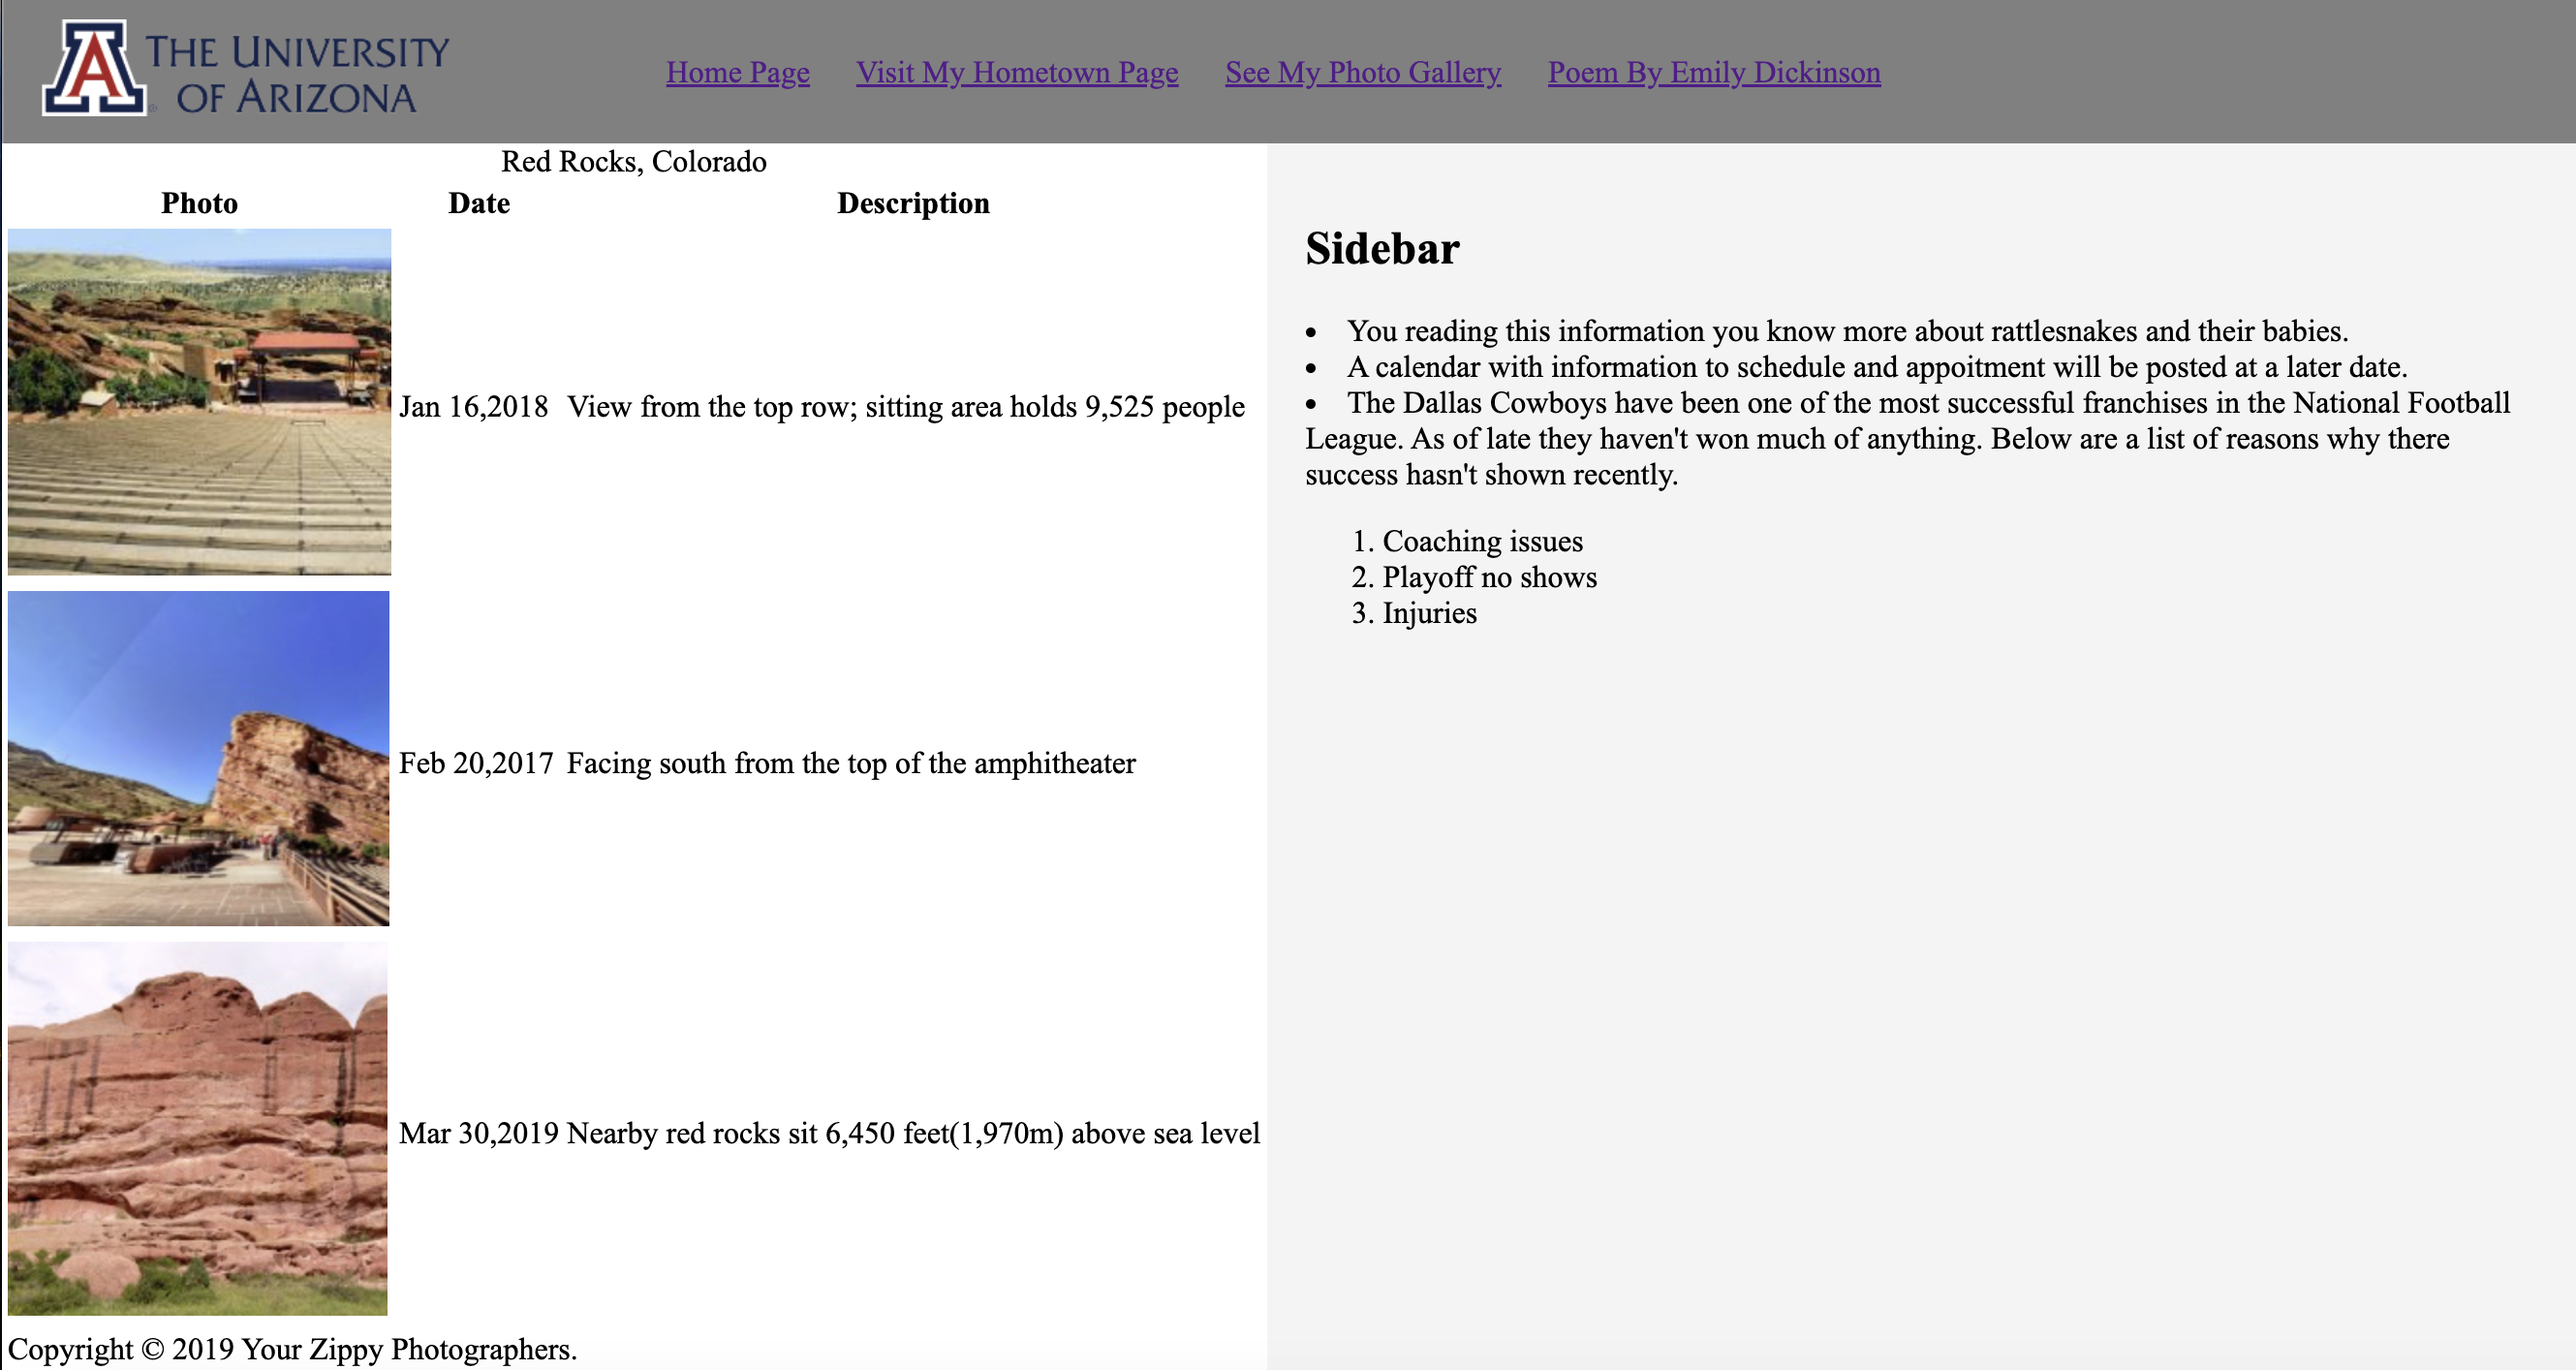 THE UNIVERSITY
OF ARIZONA
Home Page Visit My Hometown Page See My Photo Gallery Poem By Emily Dickinson
Red Rocks, Colorado
Photo Date Description
Jan 16,2018 View from the top row; sitting area holds 9,525 people
Feb 20,2017 Facing south from the top of the amphitheater
Mar 30,2019 Nearby red rocks sit 6,450 feet(1,970m) above sea level
Copyright © 2019 Your Zippy Photographers.
Sidebar
• You reading this information you know more about rattlesnakes and their babies.
• A calendar with information to schedule and appoitment will be posted at a later date.
• The Dallas Cowboys have been one of the most successful franchises in the National Football
League. As of late they haven't won much of anything. Below are a list of reasons why there
success hasn't shown recently.
1. Coaching issues
2. Playoff no shows
3. Injuries